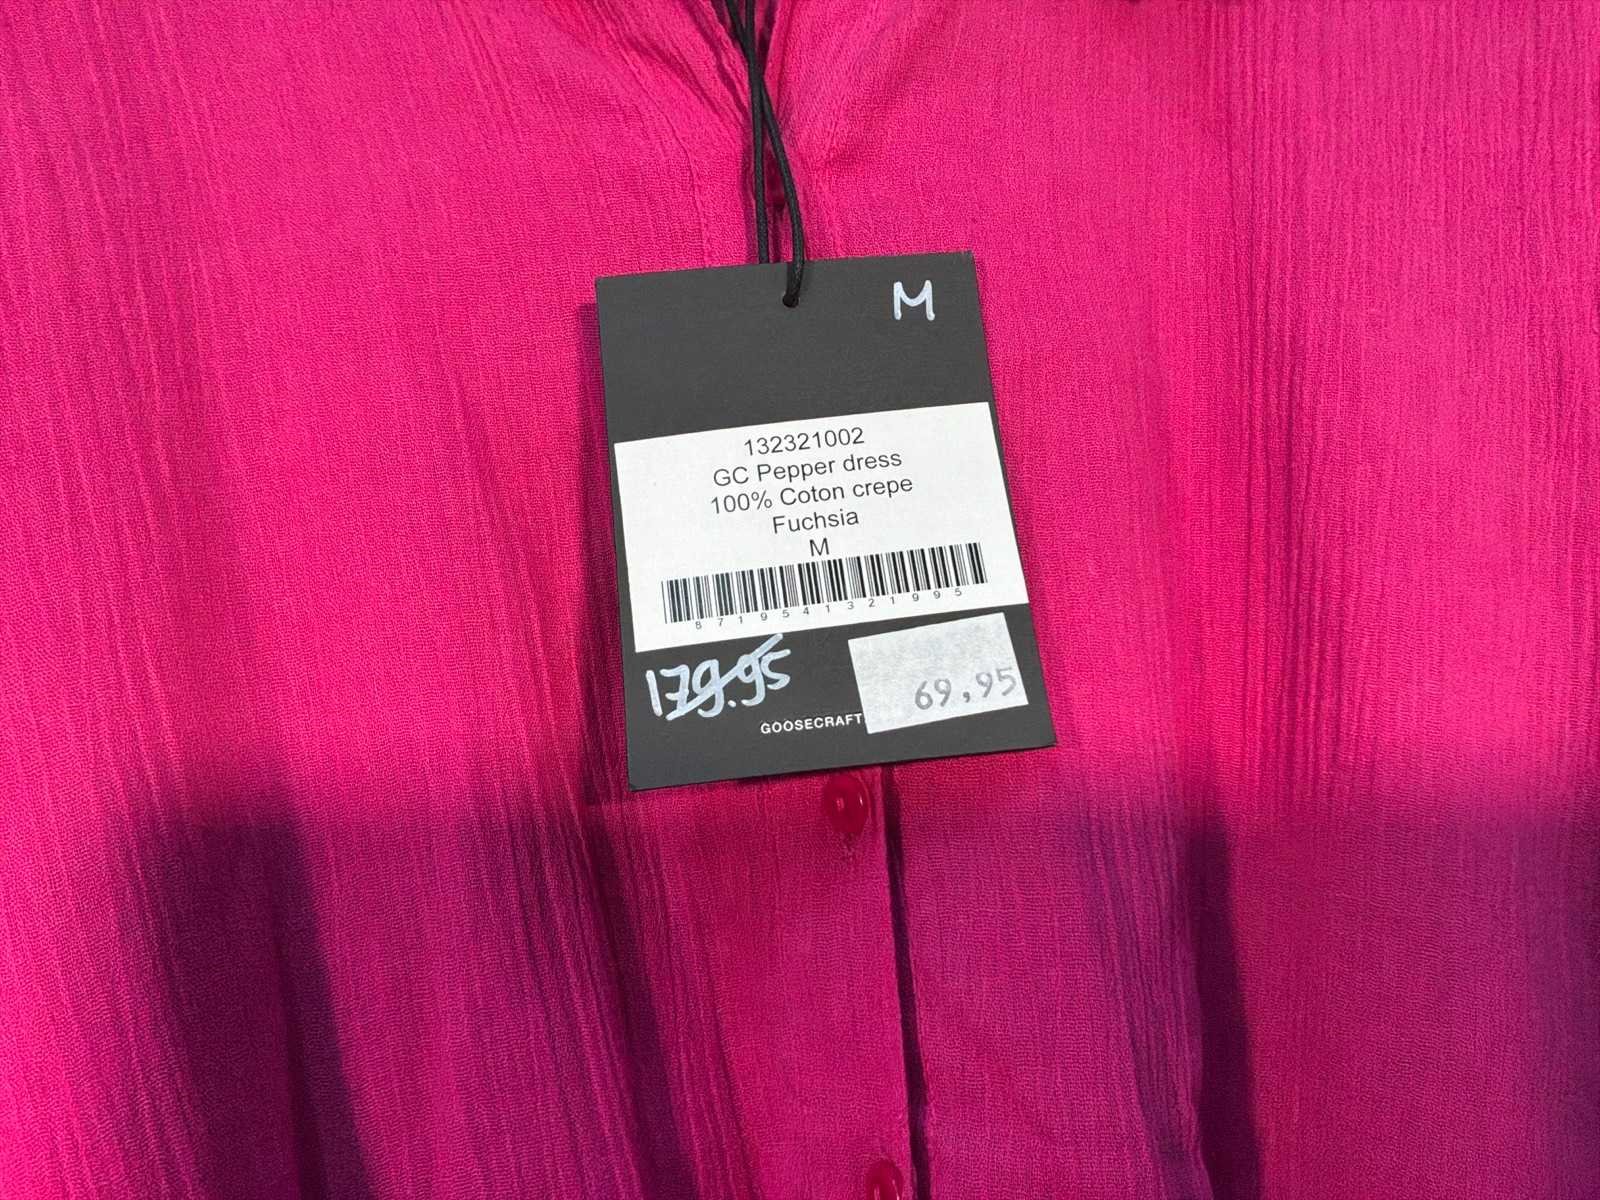 M
132321002
GC Pepper dress
100% Coton crepe
Fuchsia
M
8719541321995
179.95
69,95
GOOSECRAFT